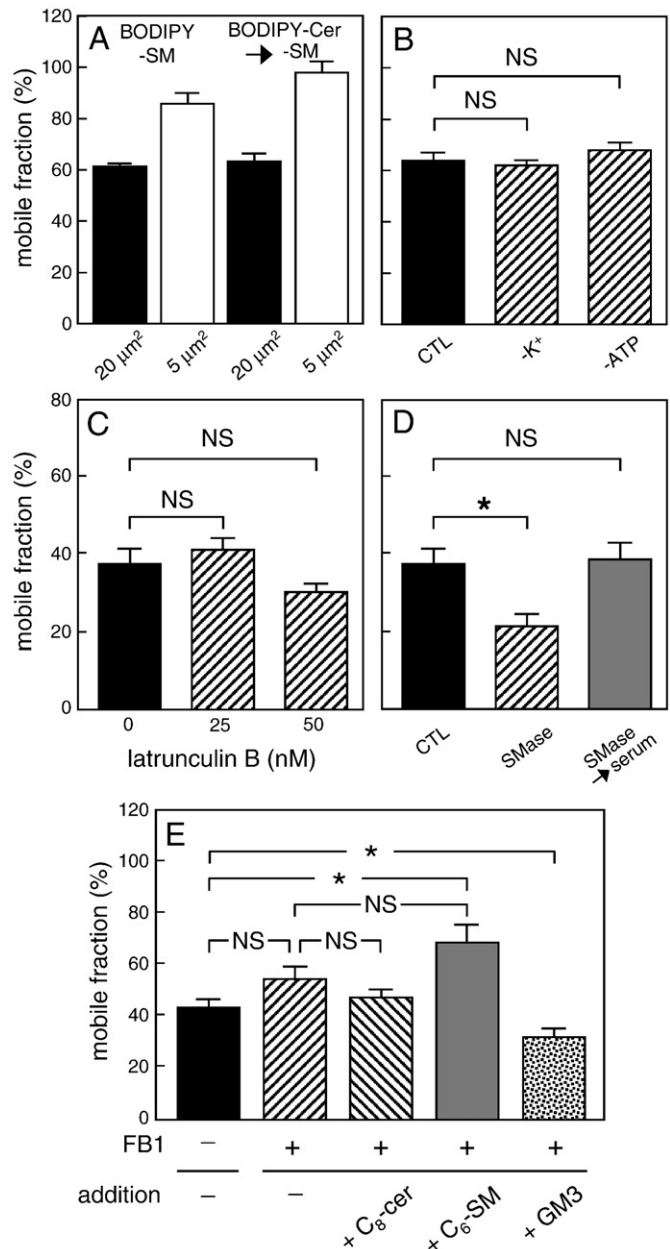 A
BODIPY
-SM
BODIPY-Cer
→ -SM
mobile fraction (%)
120
100
80
60
40
20
0
20 µm²
5 µm²
20 µm²
5 µm²
B
NS
NS
CTL
-K⁺
-ATP
C
mobile fraction (%)
80
60
40
20
0
NS
NS
0 25 50
latrunculin B (nM)
D
NS
*
CTL
SMase
SMase
→ serum
E
mobile fraction (%)
120
100
80
60
40
20
0
*
*
NS
NS NS
FB1 – + + + +
addition – – + C₈-cer + C₆-SM + GM3